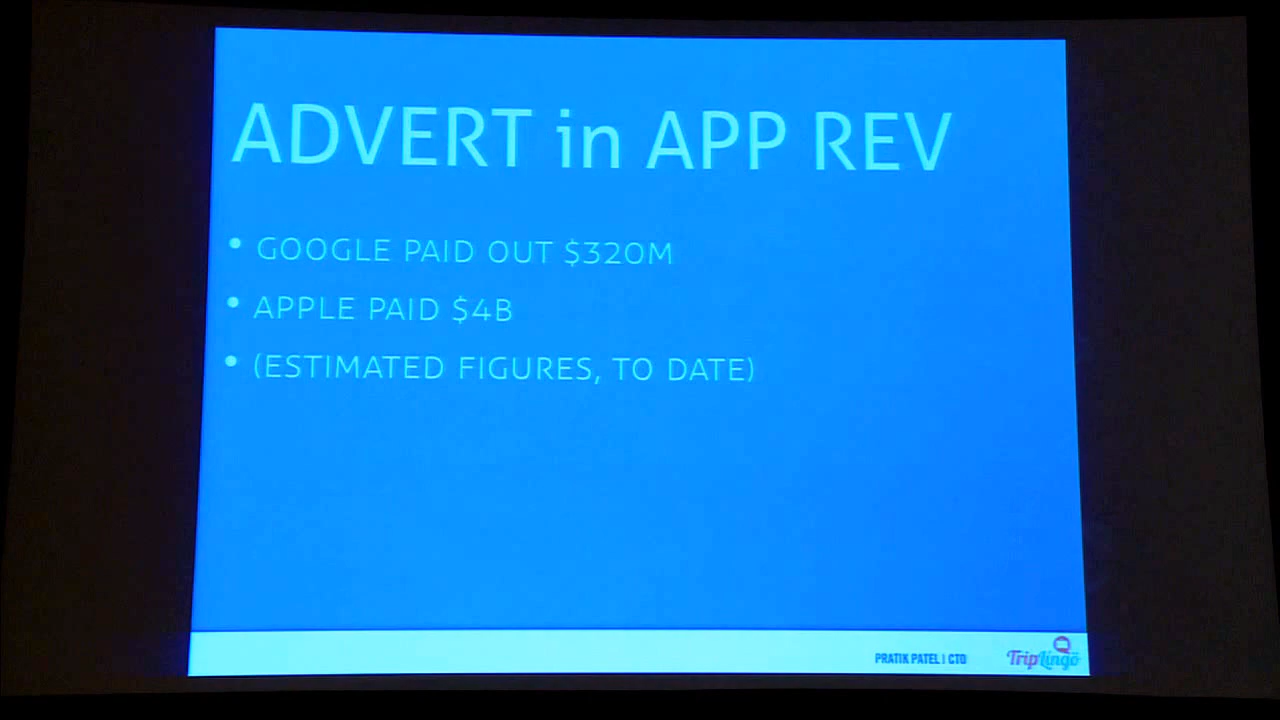 ADVERT in APP REV
• GOOGLE PAID OUT $320M
• APPLE PAID $4B
• (ESTIMATED FIGURES, TO DATE)
PRATIK PATEL | CTO
TripLingo